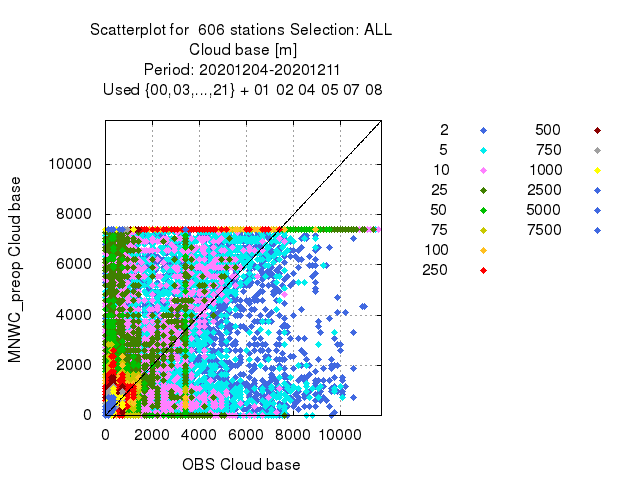 Scatterplot for  606 stations Selection: ALL
Cloud base [m]
Period: 20201204-20201211
Used {00,03,...,21} + 01 02 04 05 07 08
MNWC_preop Cloud base
10000
8000
6000
4000
2000
0
0 2000 4000 6000 8000 10000
OBS Cloud base
2 500
5 750
10 1000
25 2500
50 5000
75 7500
100
250